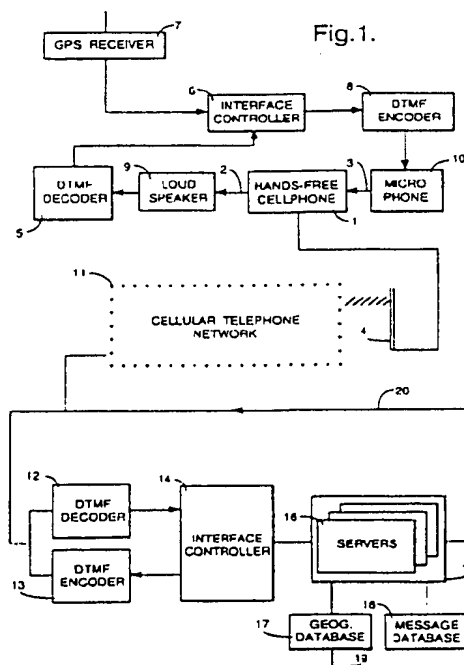 Fig.1.
7
GPS RECEIVER
6
INTERFACE
CONTROLLER
8
DTMF
ENCODER
DTMF
DECODER
5
9
LOUD
SPEAKER
2
HANDS-FREE
CELLPHONE
1
3
MICRO
PHONE
10
11
CELLULAR TELEPHONE
NETWORK
4
20
12
DTMF
DECODER
DTMF
ENCODER
13
14
INTERFACE
CONTROLLER
16
SERVERS
GEOG.
DATABASE
17
MESSAGE
DATABASE
18
19